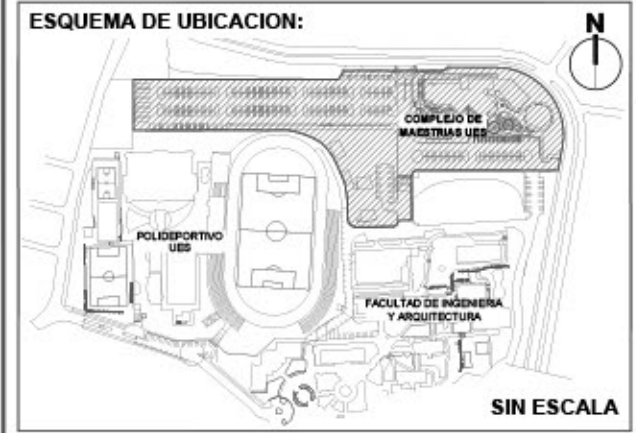 ESQUEMA DE UBICACION:
N
COMPLEJO DE
MAESTRIAS UES
POLIDEPORTIVO
UES
FACULTAD DE INGENIERIA
Y ARQUITECTURA
SIN ESCALA